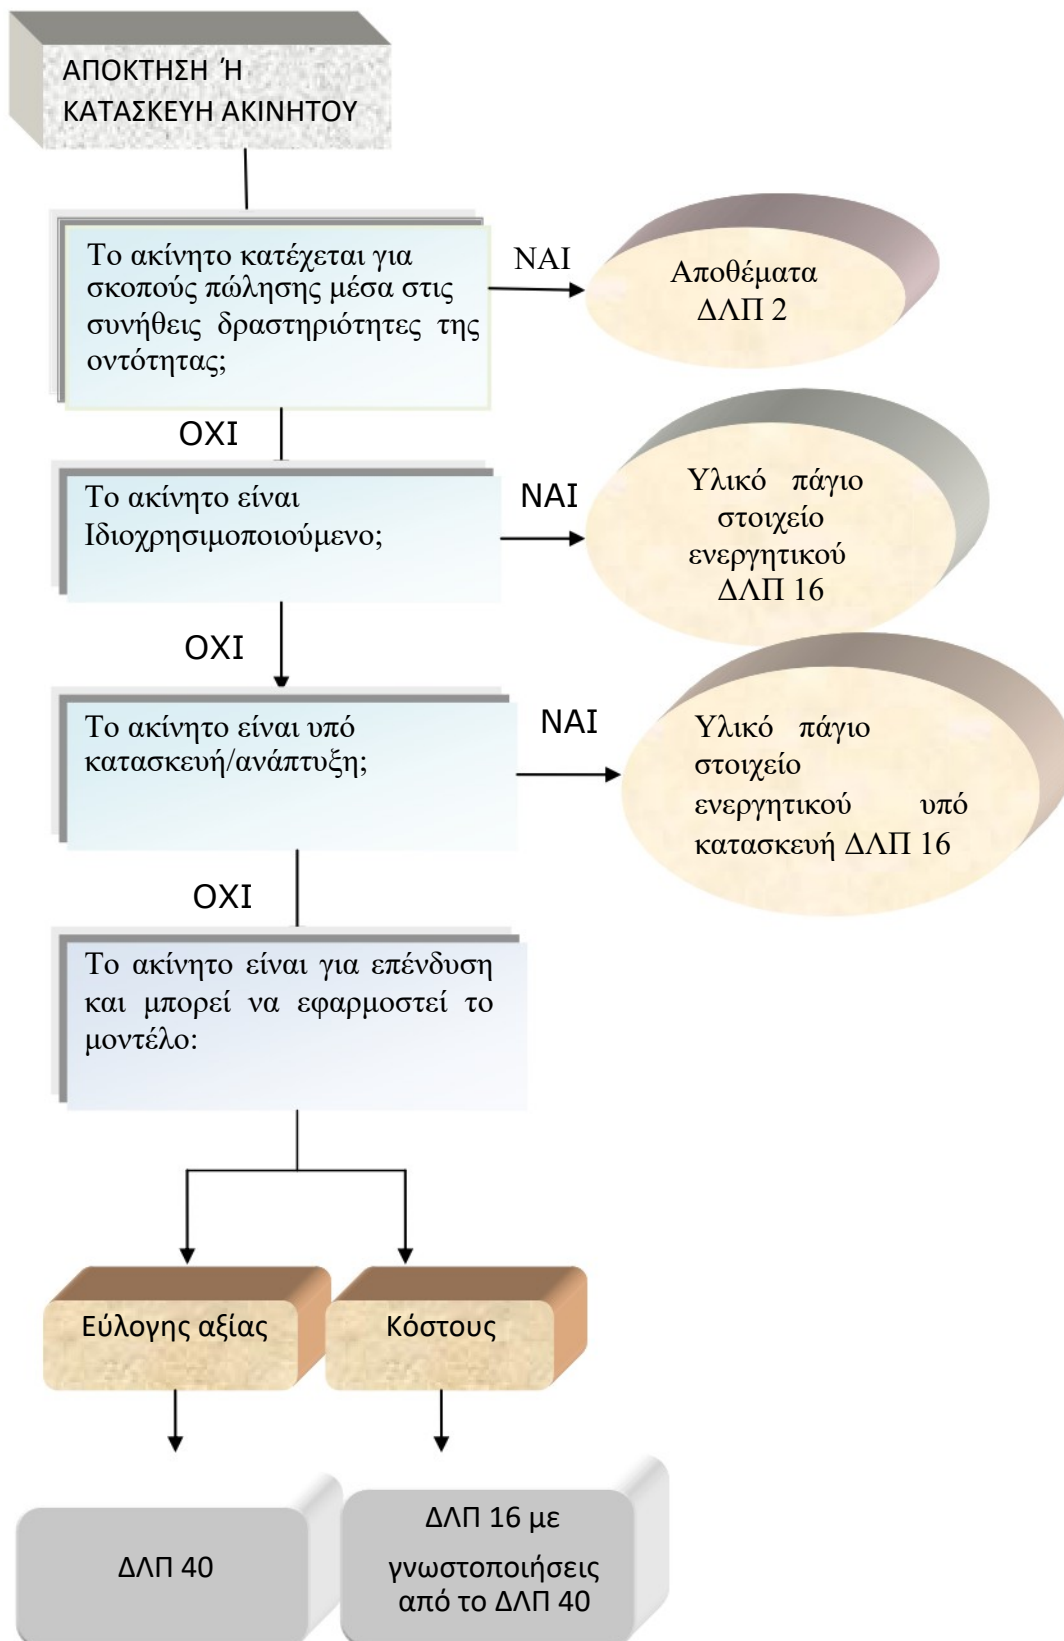 ΑΠΟΚΤΗΣΗ Ή
ΚΑΤΑΣΚΕΥΗ ΑΚΙΝΗΤΟΥ
Το ακίνητο κατέχεται για
σκοπούς πώλησης μέσα στις
συνήθεις δραστηριότητες της
οντότητας;
ΝΑΙ
Αποθέματα
ΔΛΠ 2
ΟΧΙ
Το ακίνητο είναι
Ιδιοχρησιμοποιούμενο;
ΝΑΙ
Υλικό πάγιο
στοιχείο
ενεργητικού
ΔΛΠ 16
ΟΧΙ
Το ακίνητο είναι υπό
κατασκευή/ανάπτυξη;
ΝΑΙ
Υλικό πάγιο
στοιχείο
ενεργητικού υπό
κατασκευή ΔΛΠ 16
ΟΧΙ
Το ακίνητο είναι για επένδυση
και μπορεί να εφαρμοστεί το
μοντέλο:
Εύλογης αξίας
Κόστους
ΔΛΠ 40
ΔΛΠ 16 με
γνωστοποιήσεις
από το ΔΛΠ 40